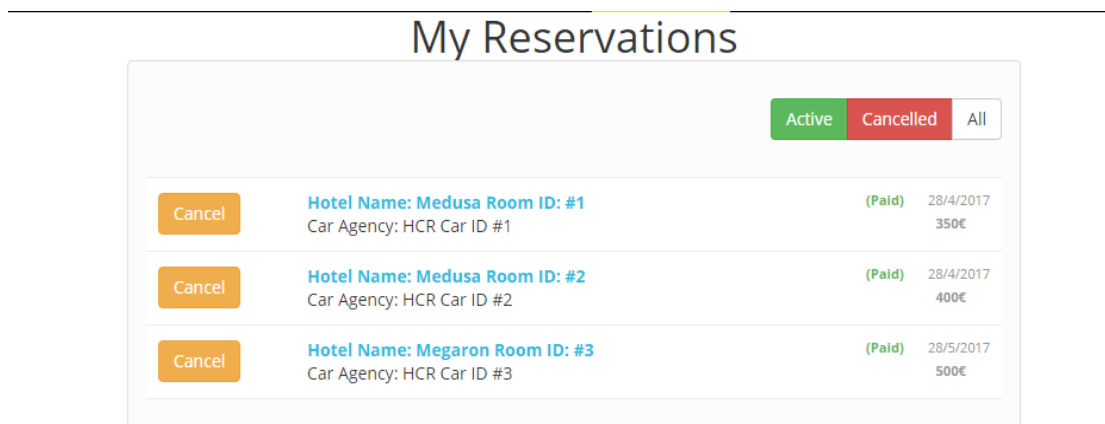 My Reservations
Active Cancelled All
Cancel
Hotel Name: Medusa Room ID: #1
Car Agency: HCR Car ID #1
(Paid)
28/4/2017
350€
Cancel
Hotel Name: Medusa Room ID: #2
Car Agency: HCR Car ID #2
(Paid)
28/4/2017
400€
Cancel
Hotel Name: Megaron Room ID: #3
Car Agency: HCR Car ID #3
(Paid)
28/5/2017
500€